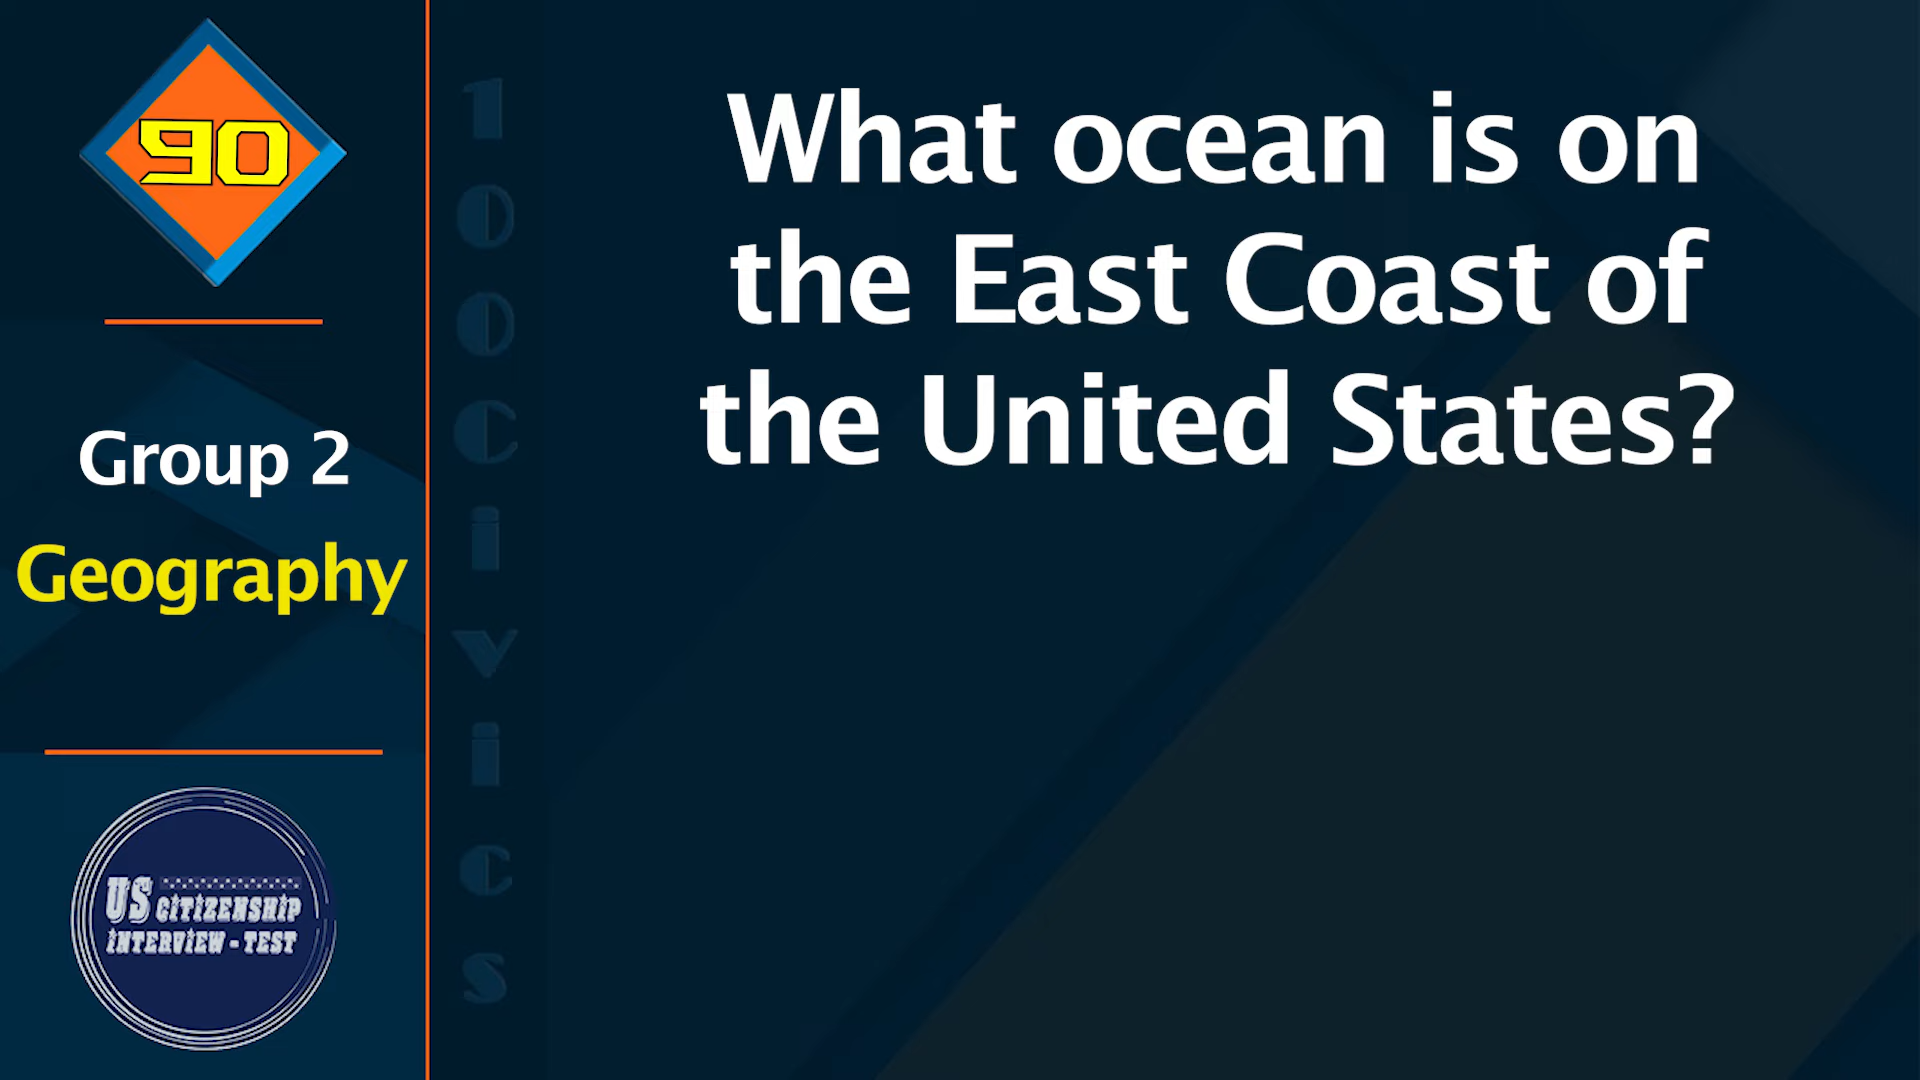 90
Group 2
Geography
US CITIZENSHIP
INTERVIEW - TEST
100 CIVICS
What ocean is on
the East Coast of
the United States?